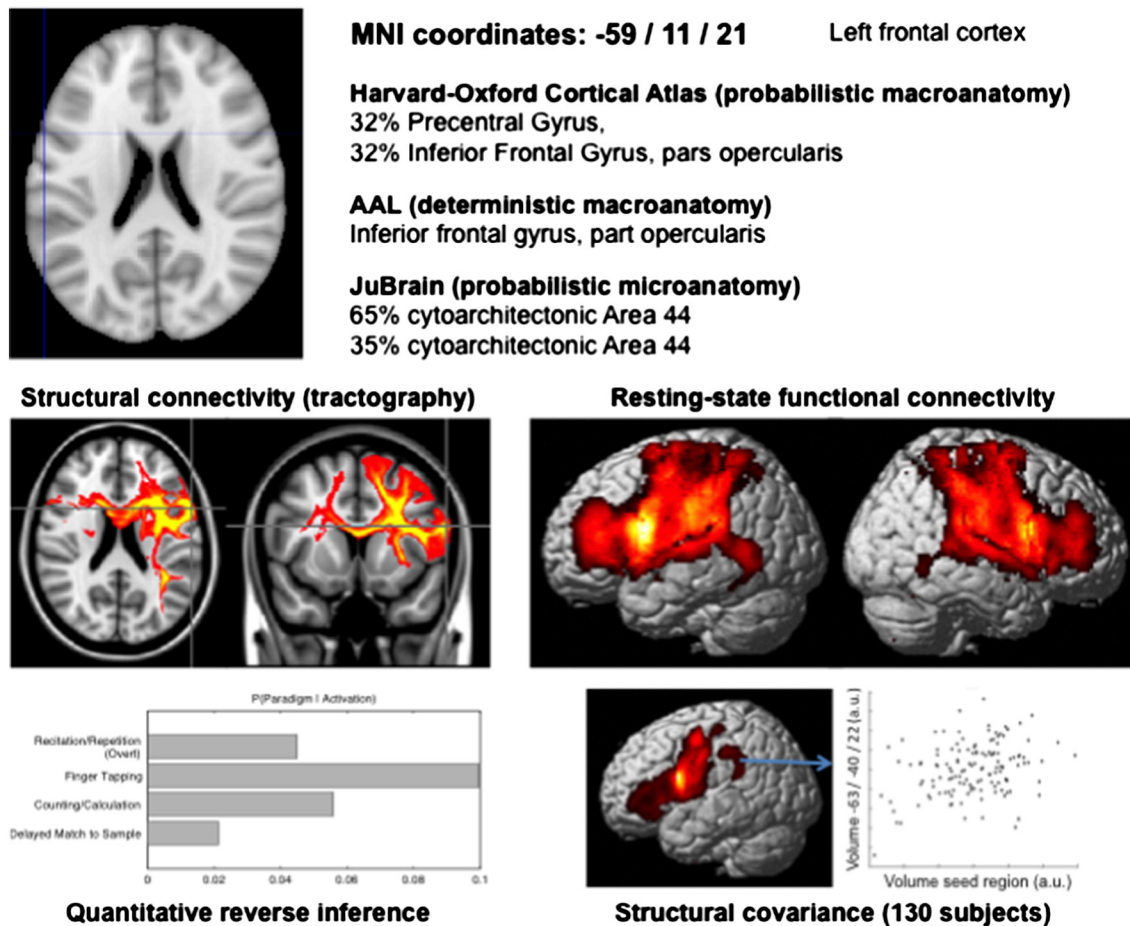 MNI coordinates: -59 / 11 / 21
Left frontal cortex
Harvard-Oxford Cortical Atlas (probabilistic macroanatomy)
32% Precentral Gyrus,
32% Inferior Frontal Gyrus, pars opercularis
AAL (deterministic macroanatomy)
Inferior frontal gyrus, part opercularis
JuBrain (probabilistic microanatomy)
65% cytoarchitectonic Area 44
35% cytoarchitectonic Area 44
Structural connectivity (tractography)
Resting-state functional connectivity
P(Paradigm | Activation)
Recitation/Repetition
(Overt)
Finger Tapping
Counting/Calculation
Delayed Match to Sample
0 0.02 0.04 0.06 0.08 0.1
Quantitative reverse inference
Volume -63/ -40 / 22 (a.u.)
Volume seed region (a.u.)
Structural covariance (130 subjects)